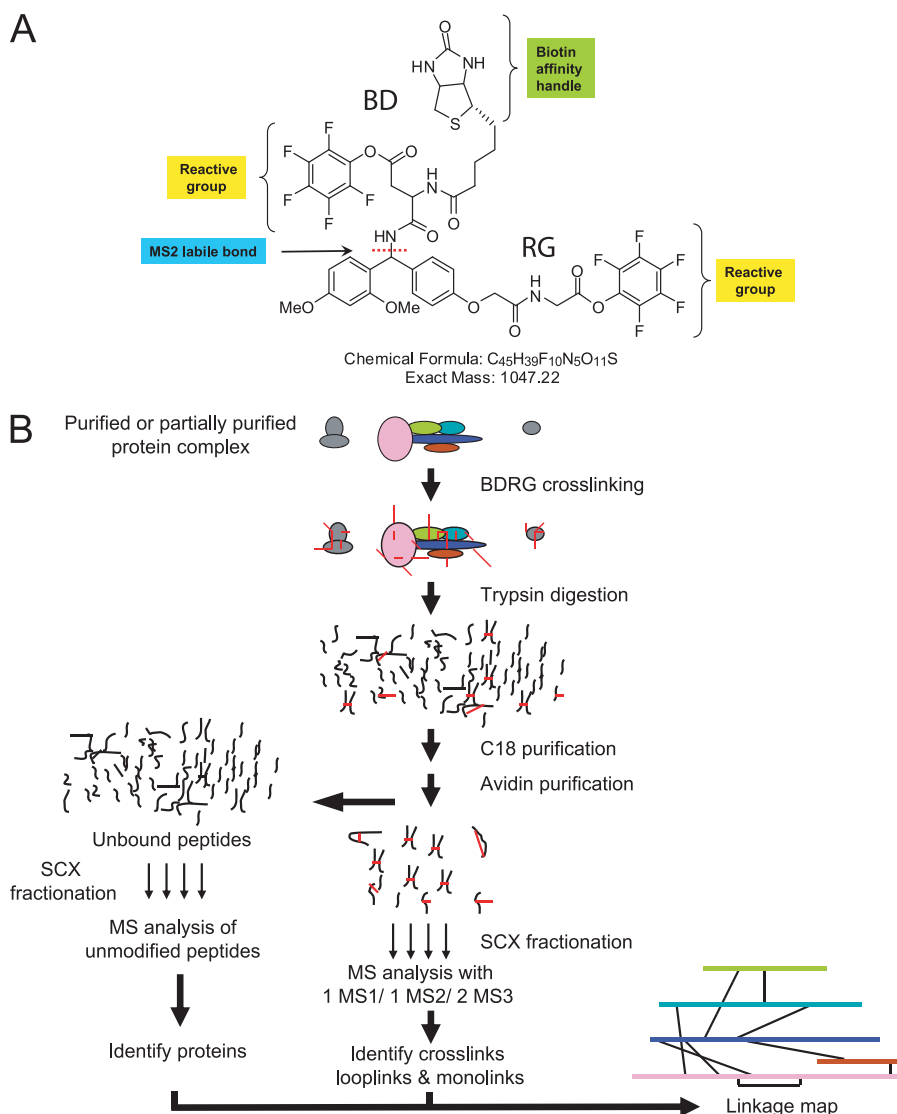 A
O
HN
NH
S
Biotin
affinity
handle
BD
F
F
F
F
F
O
O
Reactive
group
H
N
O
HN
O
MS2 labile bond
RG
MeO
OMe
O
O
H
N
O
O
F
F
F
F
F
Reactive
group
Chemical Formula: C45H39F10N5O11S
Exact Mass: 1047.22
B
Purified or partially purified
protein complex
BDRG crosslinking
Trypsin digestion
C18 purification
Avidin purification
Unbound peptides
SCX
fractionation
MS analysis of
unmodified peptides
Identify proteins
SCX fractionation
MS analysis with
1 MS1/ 1 MS2/ 2 MS3
Identify crosslinks
looplinks & monolinks
Linkage map